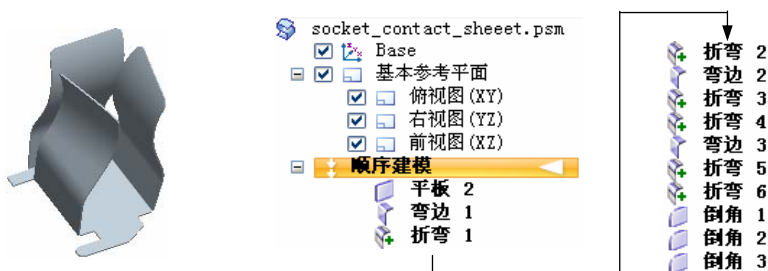 socket_contact_sheeet.psm
Base
基本参考平面
俯视图(XY)
右视图(YZ)
前视图(XZ)
顺序建模
平板 2
弯边 1
折弯 1
折弯 2
弯边 2
折弯 3
折弯 4
弯边 3
折弯 5
折弯 6
倒角 1
倒角 2
倒角 3